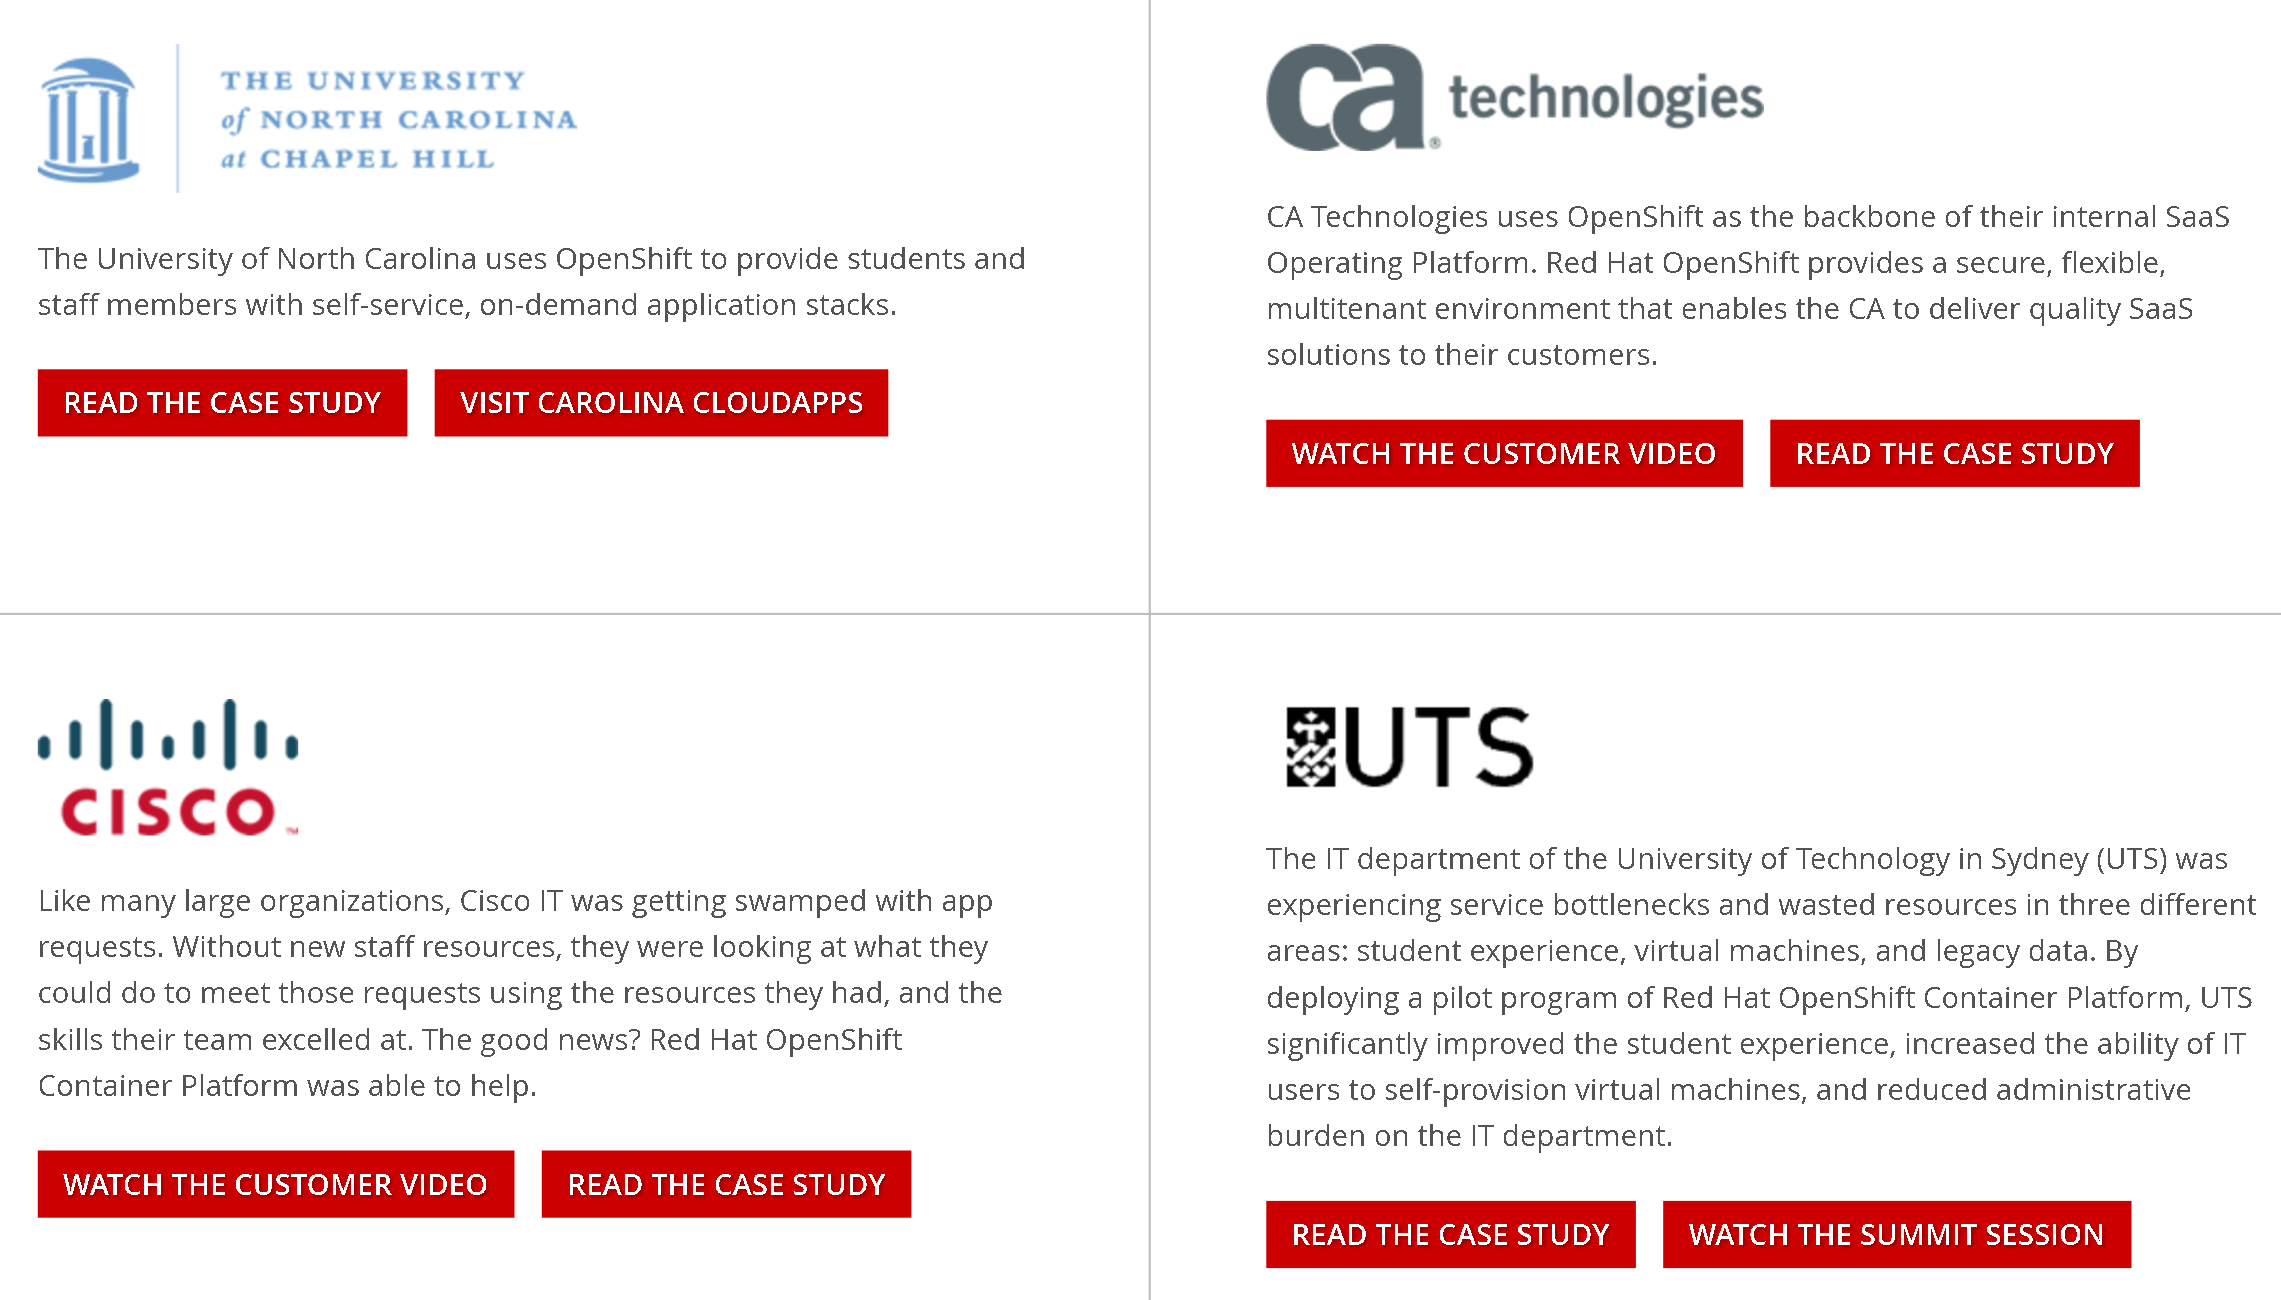 THE UNIVERSITY
of NORTH CAROLINA
at CHAPEL HILL
The University of North Carolina uses OpenShift to provide students and
staff members with self-service, on-demand application stacks.
READ THE CASE STUDY
VISIT CAROLINA CLOUDAPPS
ca® technologies
CA Technologies uses OpenShift as the backbone of their internal SaaS
Operating Platform. Red Hat OpenShift provides a secure, flexible,
multitenant environment that enables the CA to deliver quality SaaS
solutions to their customers.
WATCH THE CUSTOMER VIDEO
READ THE CASE STUDY
CISCO™
Like many large organizations, Cisco IT was getting swamped with app
requests. Without new staff resources, they were looking at what they
could do to meet those requests using the resources they had, and the
skills their team excelled at. The good news? Red Hat OpenShift
Container Platform was able to help.
WATCH THE CUSTOMER VIDEO
READ THE CASE STUDY
UTS
The IT department of the University of Technology in Sydney (UTS) was
experiencing service bottlenecks and wasted resources in three different
areas: student experience, virtual machines, and legacy data. By
deploying a pilot program of Red Hat OpenShift Container Platform, UTS
significantly improved the student experience, increased the ability of IT
users to self-provision virtual machines, and reduced administrative
burden on the IT department.
READ THE CASE STUDY
WATCH THE SUMMIT SESSION